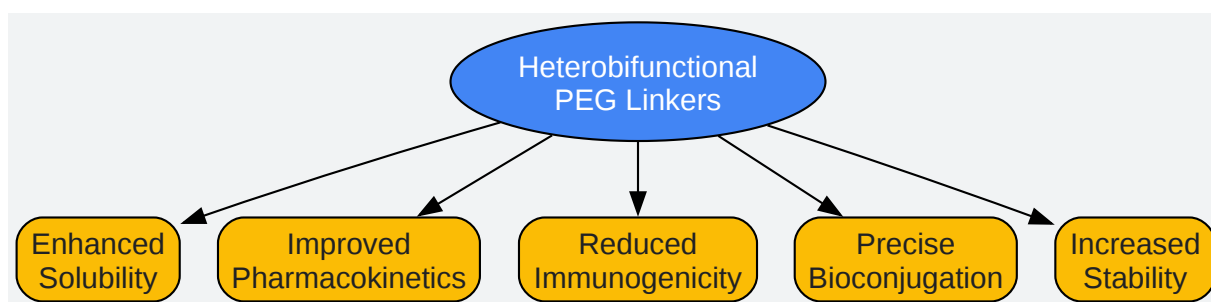 Heterobifunctional
PEG Linkers
Enhanced
Solubility
Improved
Pharmacokinetics
Reduced
Immunogenicity
Precise
Bioconjugation
Increased
Stability